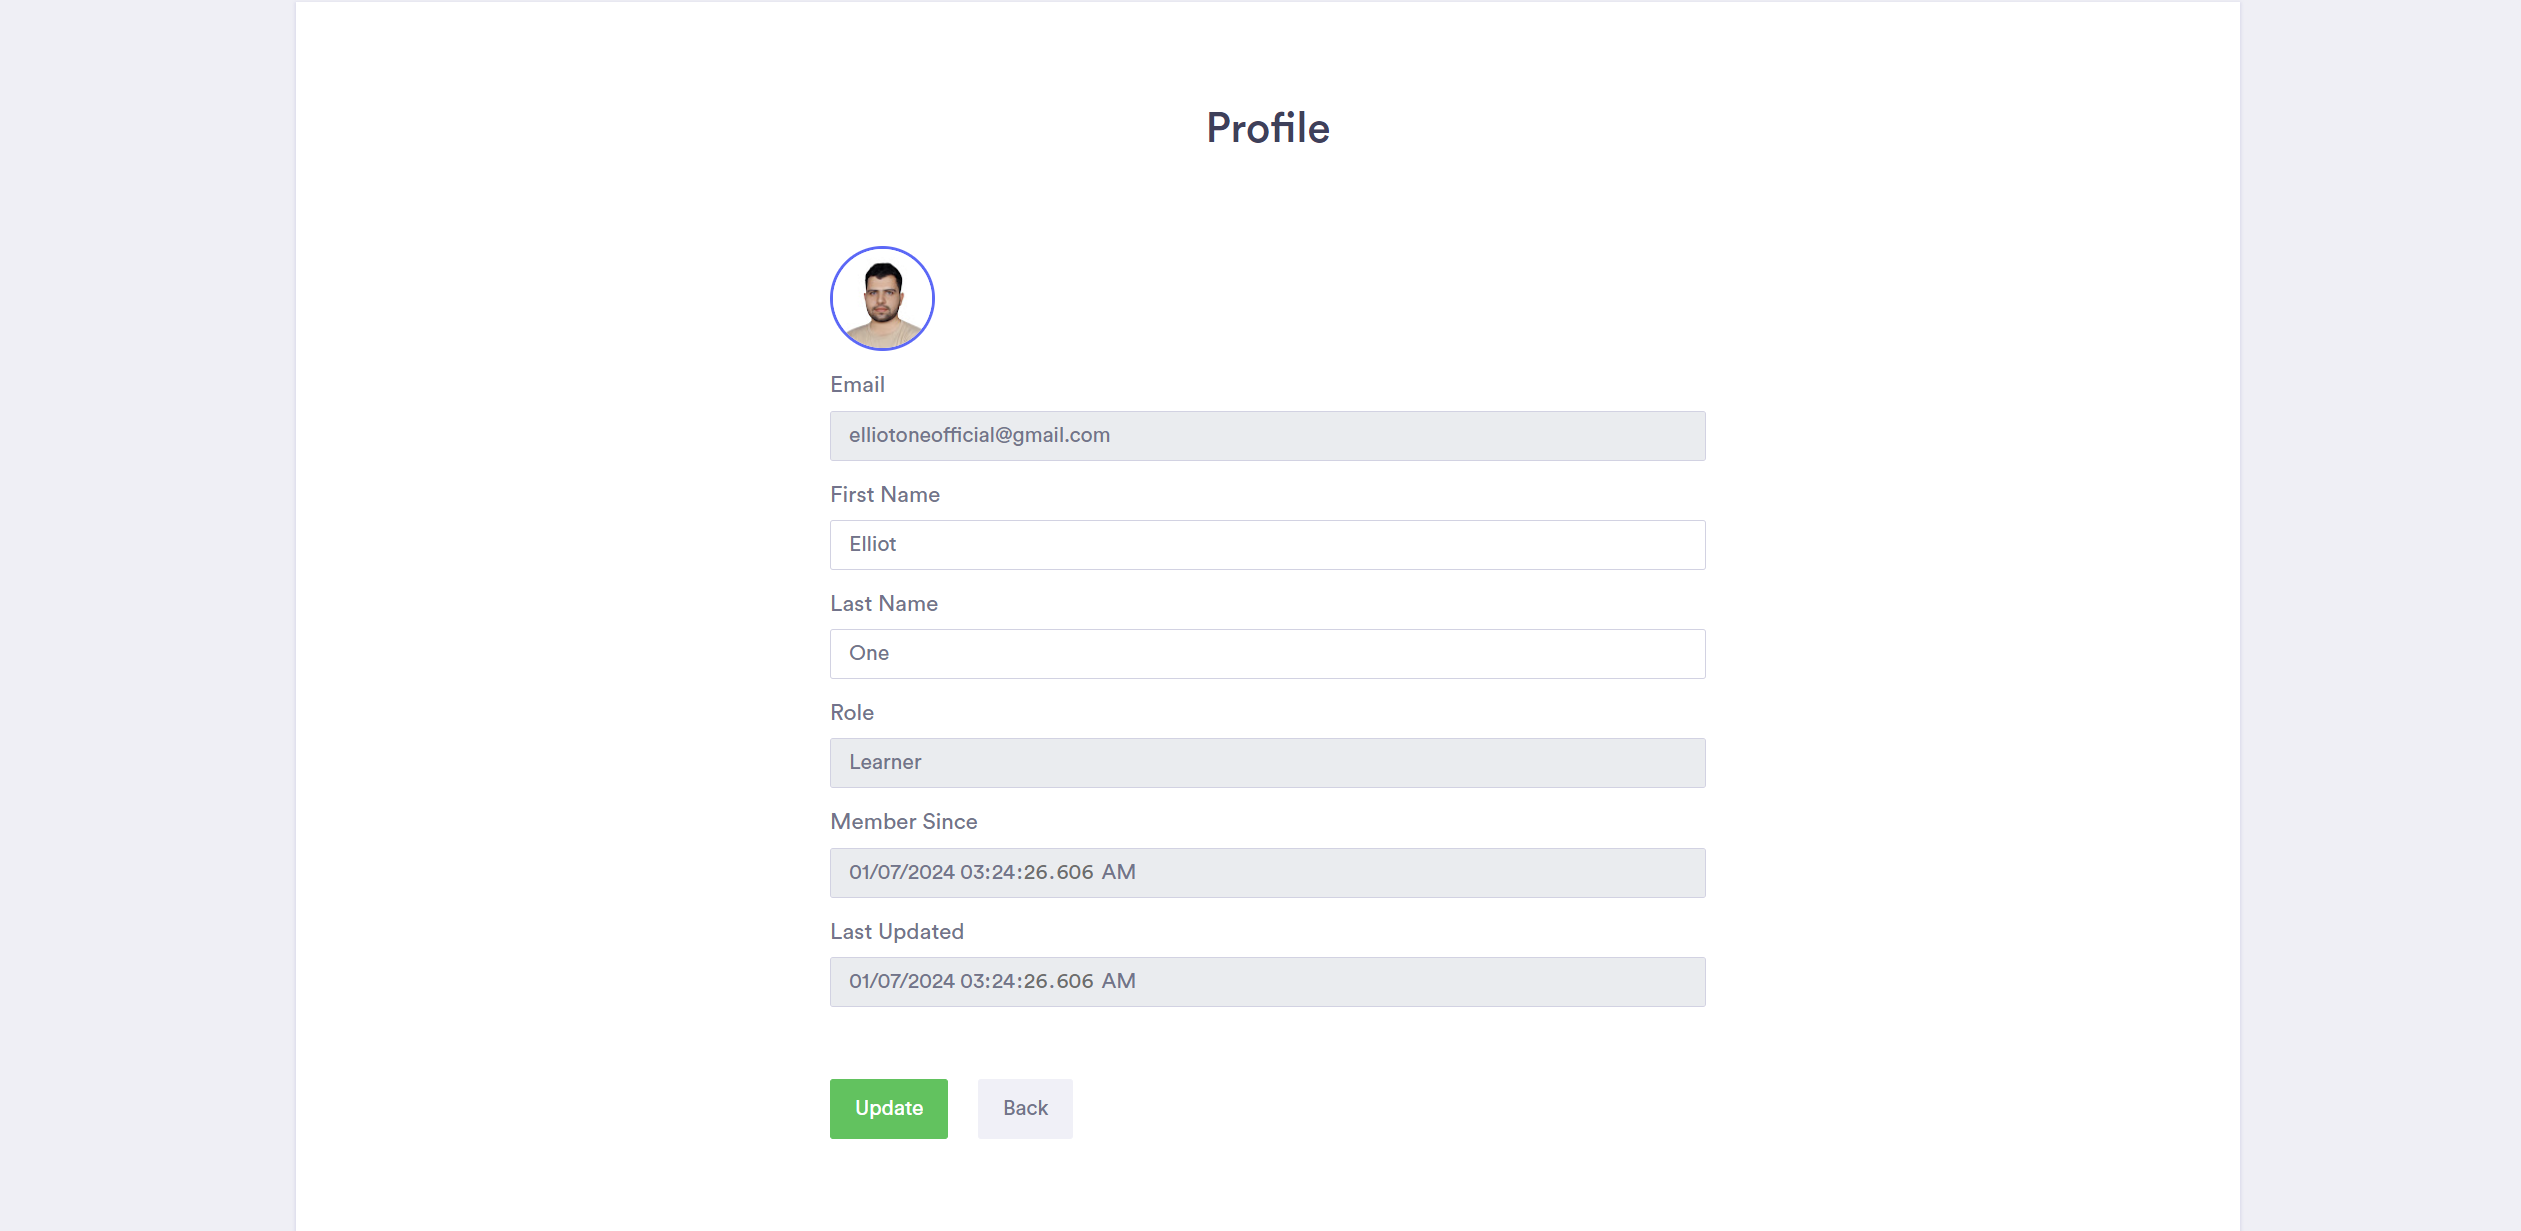 Profile
Email
elliotoneofficial@gmail.com
First Name
Elliot
Last Name
One
Role
Learner
Member Since
01/07/2024 03:24:26.606 AM
Last Updated
01/07/2024 03:24:26.606 AM
Update
Back